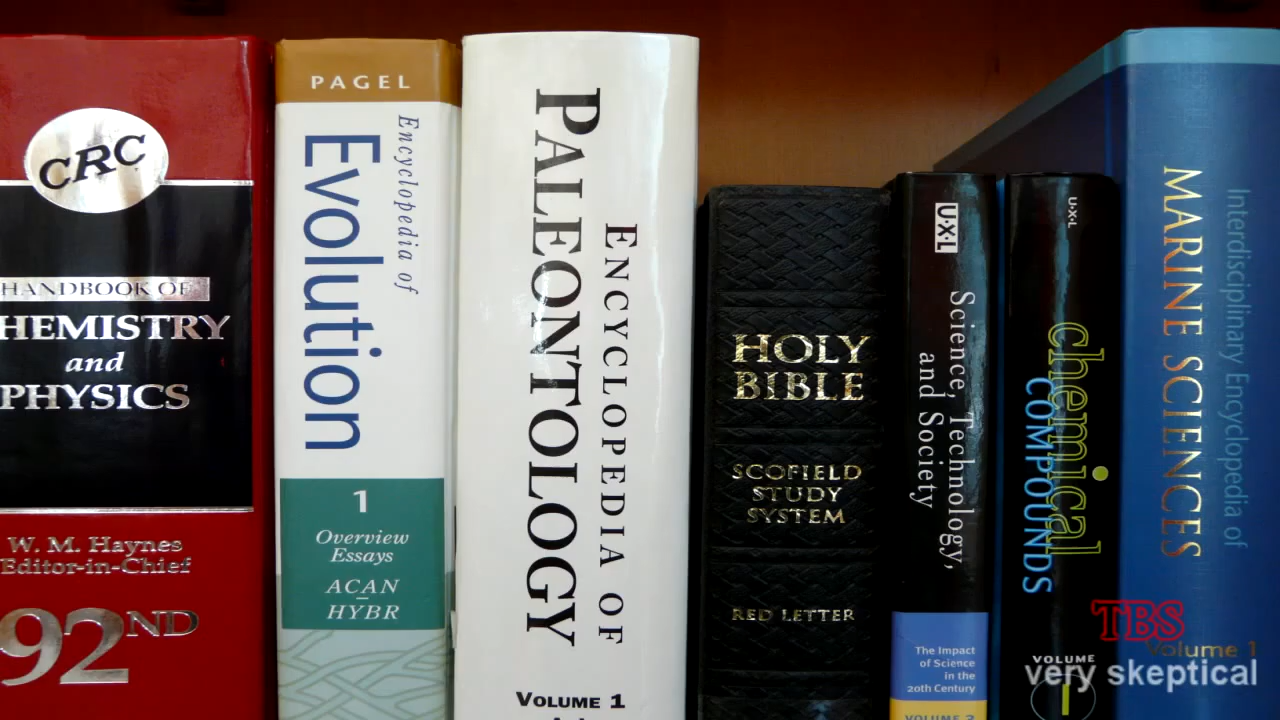 CRC
HANDBOOK OF
HEMISTRY
and
PHYSICS
W. M. Haynes
Editor-in-Chief
92ND
PAGEL
Encyclopedia of
Evolution
1
Overview
Essays
ACAN
–
HYBR
ENCYCLOPEDIA OF
PALEONTOLOGY
VOLUME 1
HOLY
BIBLE
SCOFIELD
STUDY
SYSTEM
RED LETTER
U·X·L
Science, Technology,
and Society
The Impact
of Science
in the
20th Century
U·X·L
chemical
COMPOUNDS
VOLUME
1
Interdisciplinary Encyclopedia of
MARINE SCIENCES
Volume 1
TBS
very skeptical